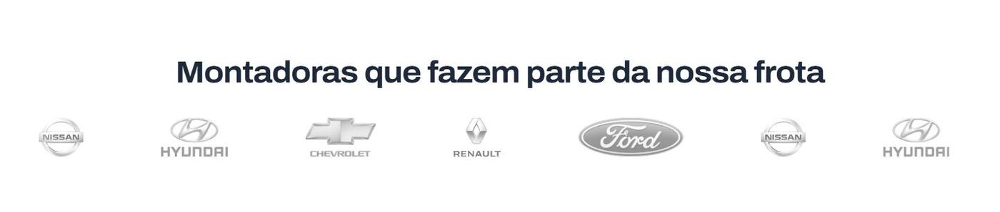 Montadoras que fazem parte da nossa frota
NISSAN HYUNDAI CHEVROLET RENAULT Ford NISSAN HYUNDAI